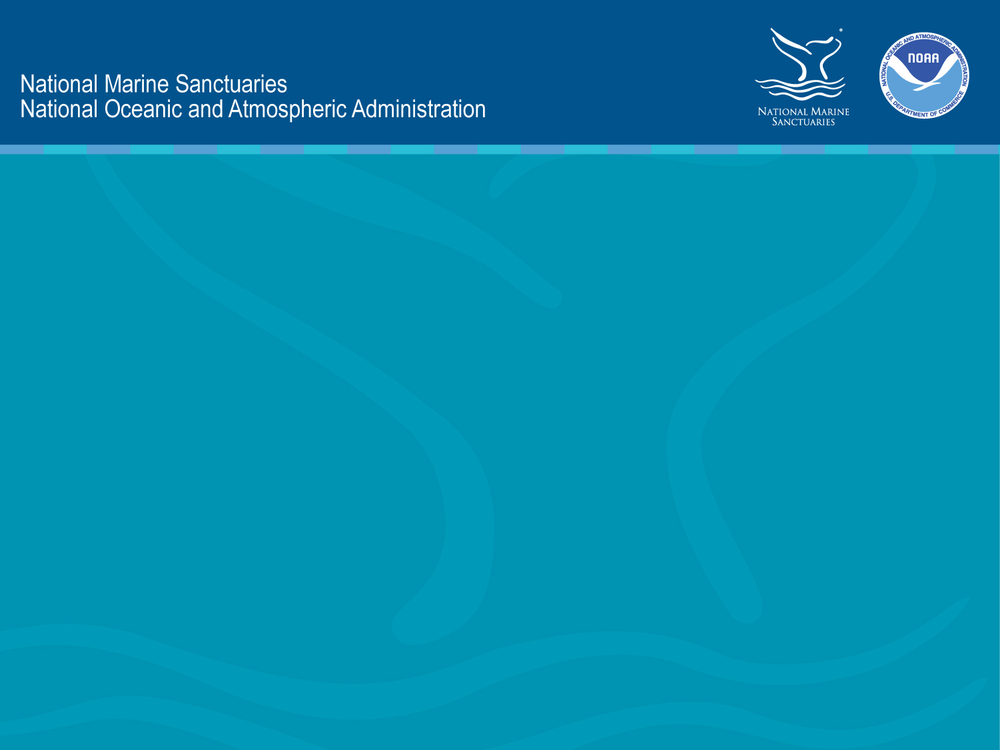 National Marine Sanctuaries
National Oceanic and Atmospheric Administration
®
NATIONAL MARINE
SANCTUARIES
NATIONAL OCEANIC AND ATMOSPHERIC ADMINISTRATION
NOAA
U.S. DEPARTMENT OF COMMERCE